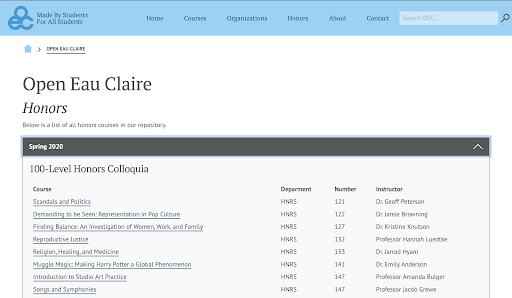 Made By Students
For All Students
Home Courses Organizations Honors About Contact Search OEC...
OPEN EAU CLAIRE
Open Eau Claire
Honors
Below is a list of all honors courses in our repository.
Spring 2020
100-Level Honors Colloquia
Course Deparment Number Instructor
Scandals and Politics HNRS 121 Dr. Geoff Peterson
Demanding to be Seen: Representation in Pop Culture HNRS 122 Dr. Jamie Browning
Finding Balance: An Investigation of Women, Work, and Family HNRS 127 Dr. Kristine Knutson
Reproductive Justice HNRS 132 Professor Hannah Luedtke
Religion, Healing, and Medicine HNRS 133 Dr. Jarrod Hyam
Muggle Magic: Making Harry Potter a Global Phenomenon HNRS 141 Dr. Emily Anderson
Introduction to Studio Art Practice HNRS 147 Professor Amanda Bulger
Songs and Symphonies HNRS 147 Professor Jacob Grewe